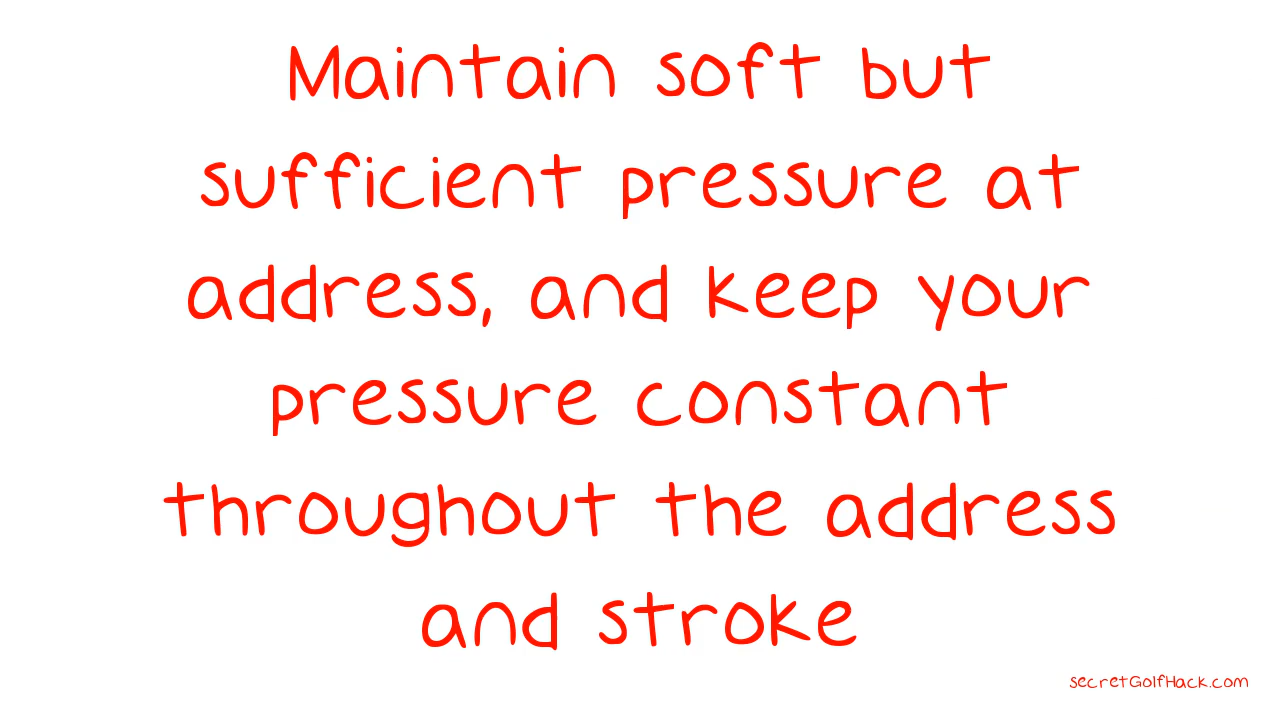 Maintain soft but
sufficient pressure at
address, and keep your
pressure constant
throughout the address
and stroke
secretGolfHack.com